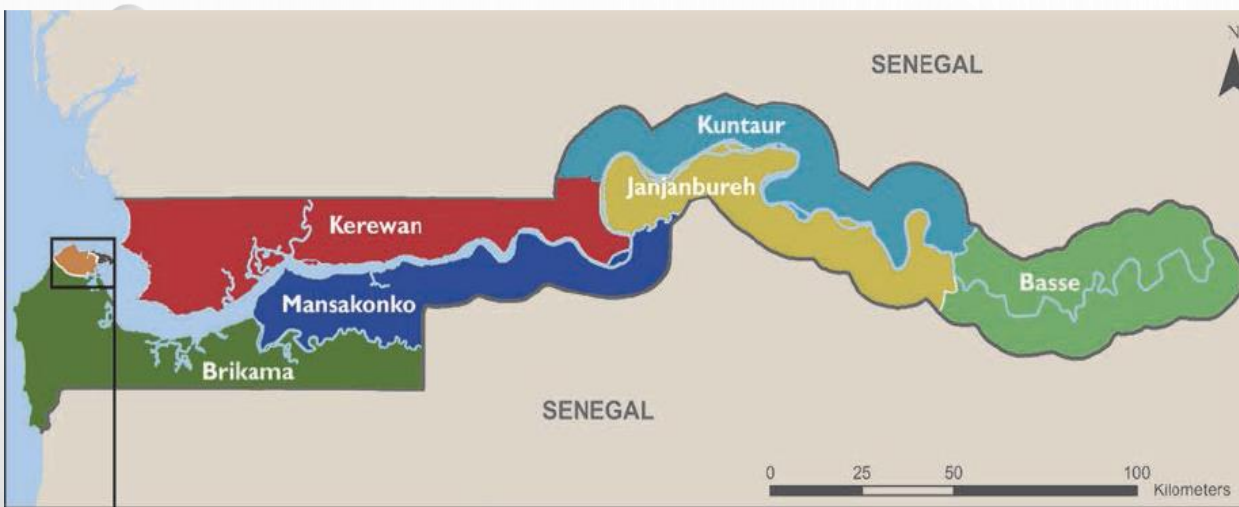 N
SENEGAL
Kuntaur
Janjanbureh
Kerewan
Basse
Mansakonko
Brikama
SENEGAL
0 25 50 100
Kilometers